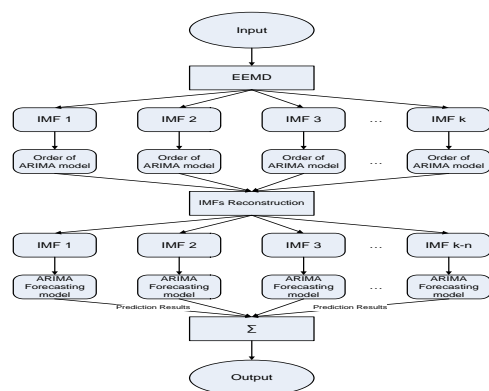 Input
EEMD
IMF 1
IMF 2
IMF 3
...
IMF k
Order of
ARIMA model
Order of
ARIMA model
Order of
ARIMA model
...
Order of
ARIMA model
IMFs Reconstruction
IMF 1
IMF 2
IMF 3
...
IMF k-n
ARIMA
Forecasting
model
ARIMA
Forecasting
model
ARIMA
Forecasting
model
...
ARIMA
Forecasting
model
Prediction Results
Prediction Results
Σ
Output